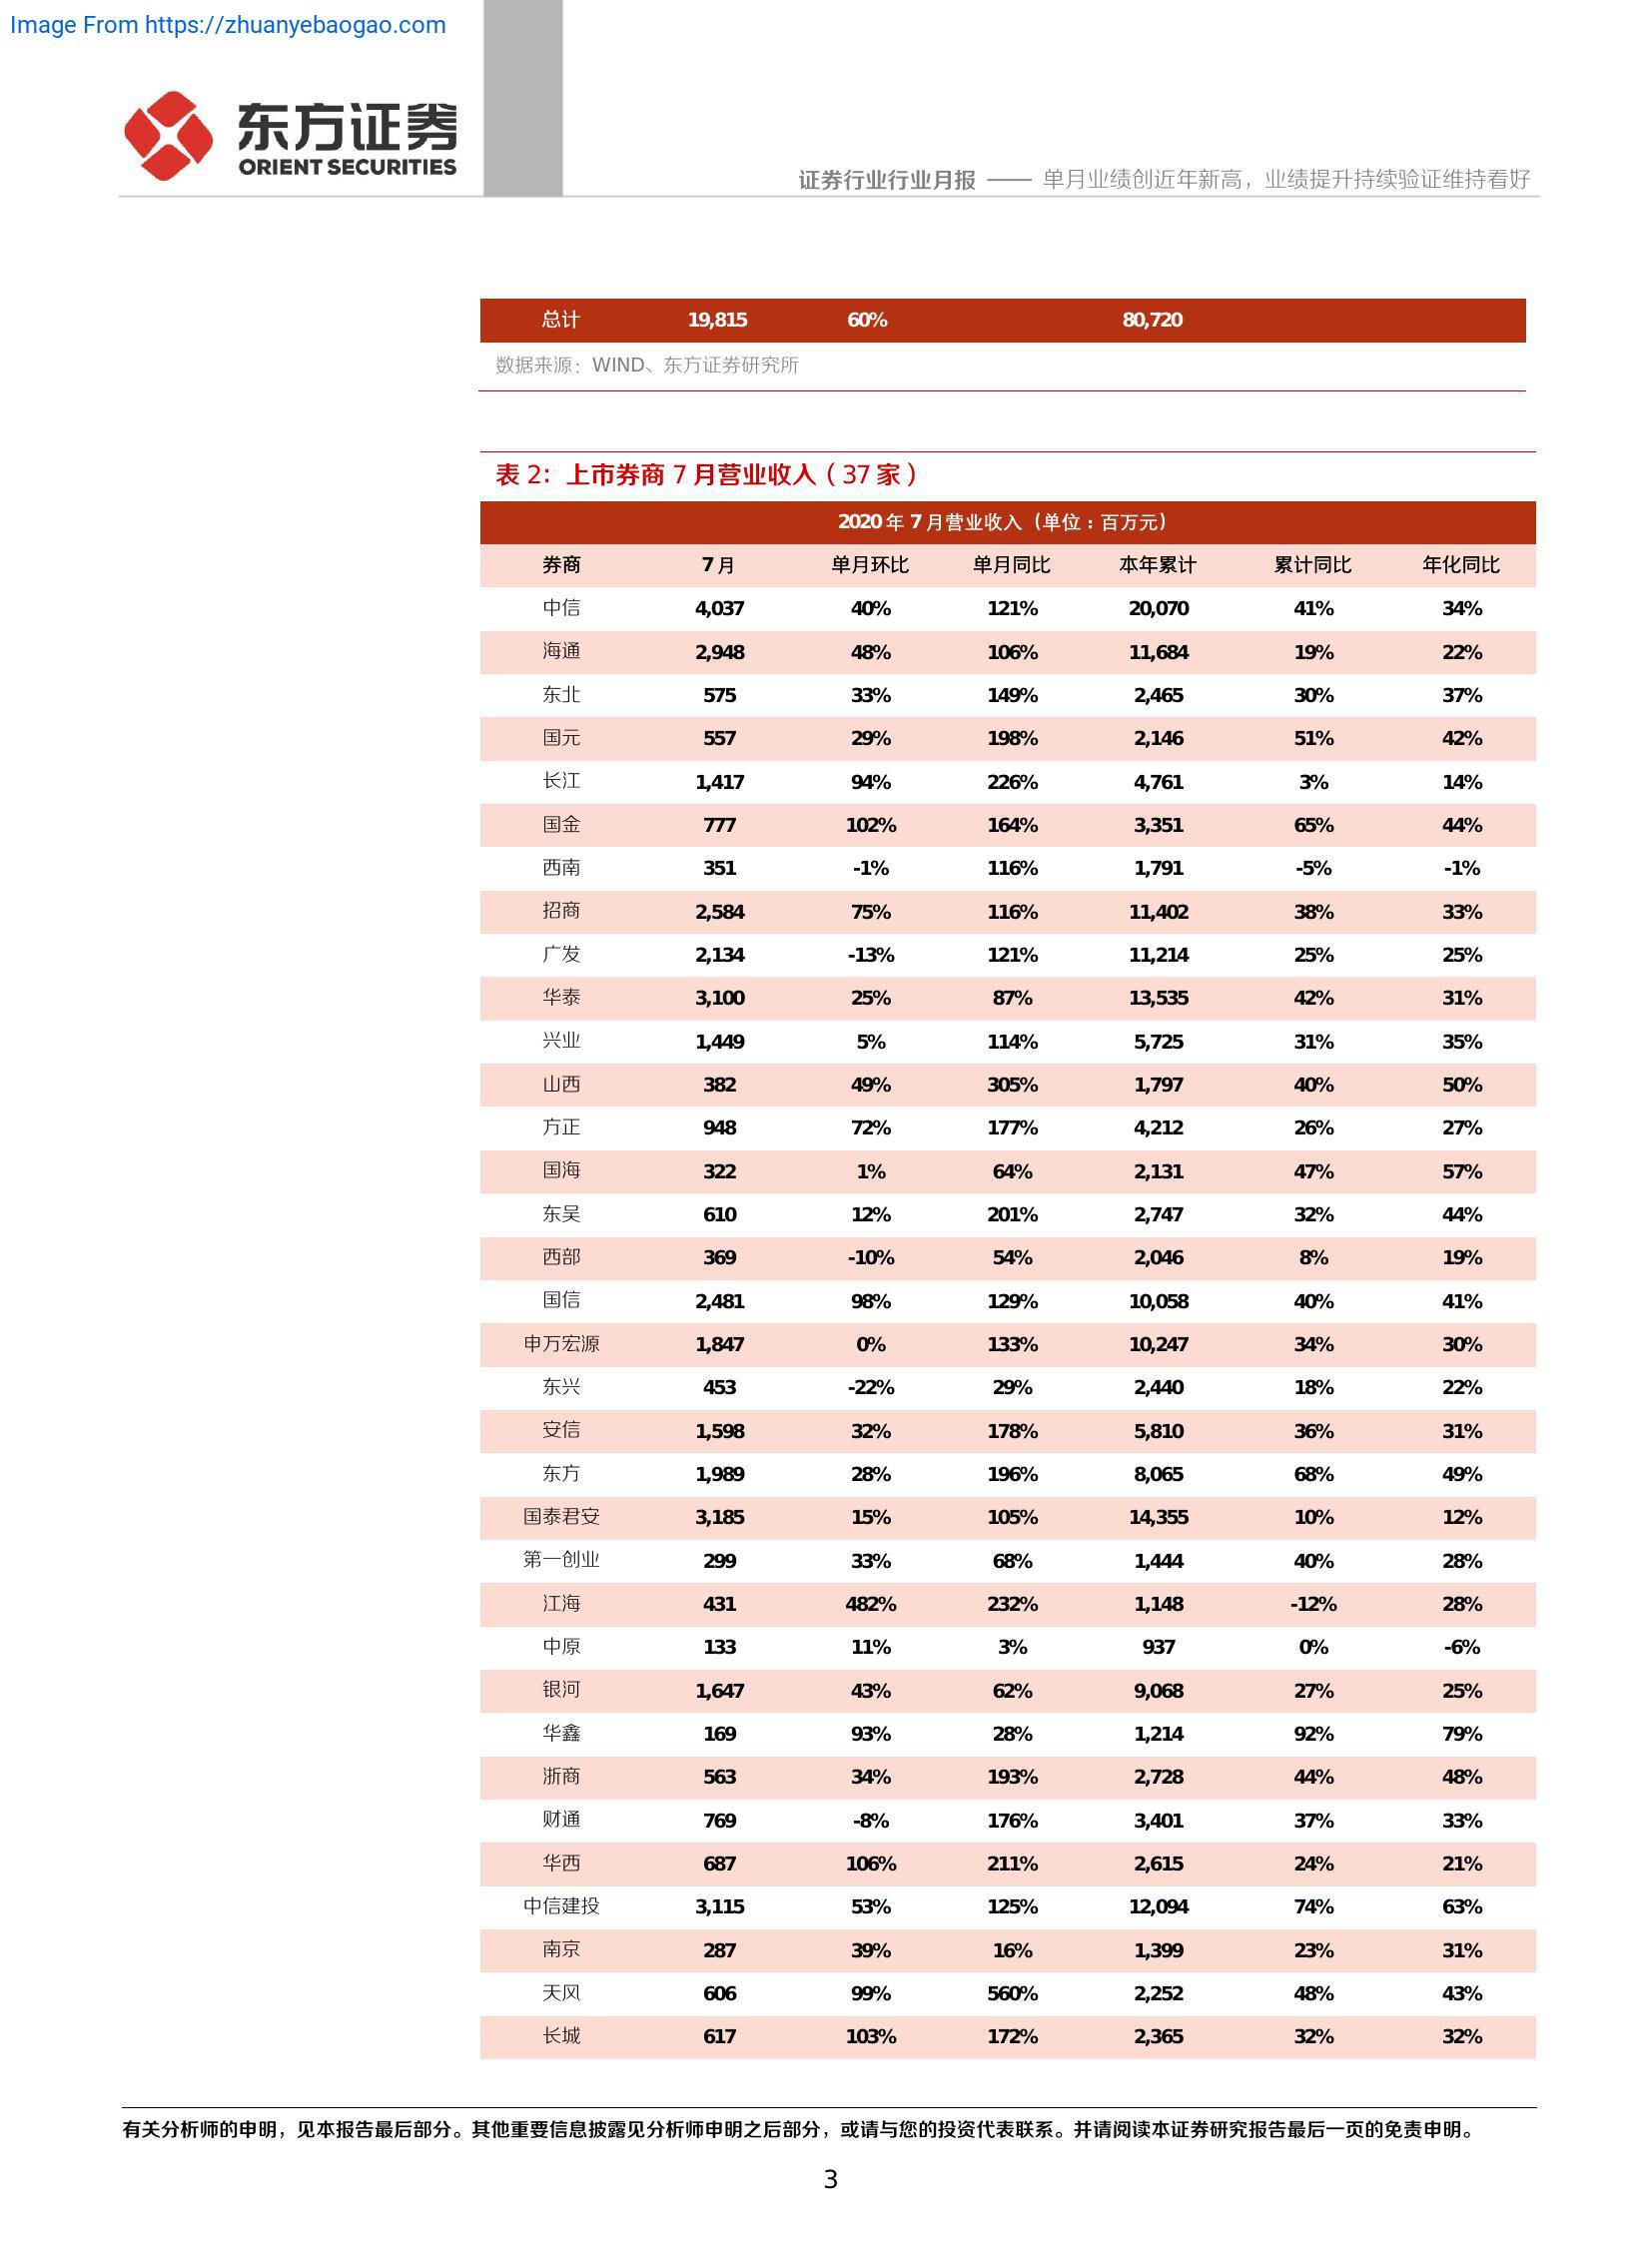 Image From https://zhuanyebaogao.com
东方证券
ORIENT SECURITIES
证券行业行业月报 —— 单月业绩创近年新高，业绩提升持续验证维持看好
总计 19,815 60% 80,720
数据来源：WIND、东方证券研究所
表 2：上市券商 7 月营业收入（37 家）
2020 年 7 月营业收入（单位：百万元）
券商 7 月 单月环比 单月同比 本年累计 累计同比 年化同比
中信 4,037 40% 121% 20,070 41% 34%
海通 2,948 48% 106% 11,684 19% 22%
东北 575 33% 149% 2,465 30% 37%
国元 557 29% 198% 2,146 51% 42%
长江 1,417 94% 226% 4,761 3% 14%
国金 777 102% 164% 3,351 65% 44%
西南 351 -1% 116% 1,791 -5% -1%
招商 2,584 75% 116% 11,402 38% 33%
广发 2,134 -13% 121% 11,214 25% 25%
华泰 3,100 25% 87% 13,535 42% 31%
兴业 1,449 5% 114% 5,725 31% 35%
山西 382 49% 305% 1,797 40% 50%
方正 948 72% 177% 4,212 26% 27%
国海 322 1% 64% 2,131 47% 57%
东吴 610 12% 201% 2,747 32% 44%
西部 369 -10% 54% 2,046 8% 19%
国信 2,481 98% 129% 10,058 40% 41%
申万宏源 1,847 0% 133% 10,247 34% 30%
东兴 453 -22% 29% 2,440 18% 22%
安信 1,598 32% 178% 5,810 36% 31%
东方 1,989 28% 196% 8,065 68% 49%
国泰君安 3,185 15% 105% 14,355 10% 12%
第一创业 299 33% 68% 1,444 40% 28%
江海 431 482% 232% 1,148 -12% 28%
中原 133 11% 3% 937 0% -6%
银河 1,647 43% 62% 9,068 27% 25%
华鑫 169 93% 28% 1,214 92% 79%
浙商 563 34% 193% 2,728 44% 48%
财通 769 -8% 176% 3,401 37% 33%
华西 687 106% 211% 2,615 24% 21%
中信建投 3,115 53% 125% 12,094 74% 63%
南京 287 39% 16% 1,399 23% 31%
天风 606 99% 560% 2,252 48% 43%
长城 617 103% 172% 2,365 32% 32%
有关分析师的申明，见本报告最后部分。其他重要信息披露见分析师申明之后部分，或请与您的投资代表联系。并请阅读本证券研究报告最后一页的免责申明。
3